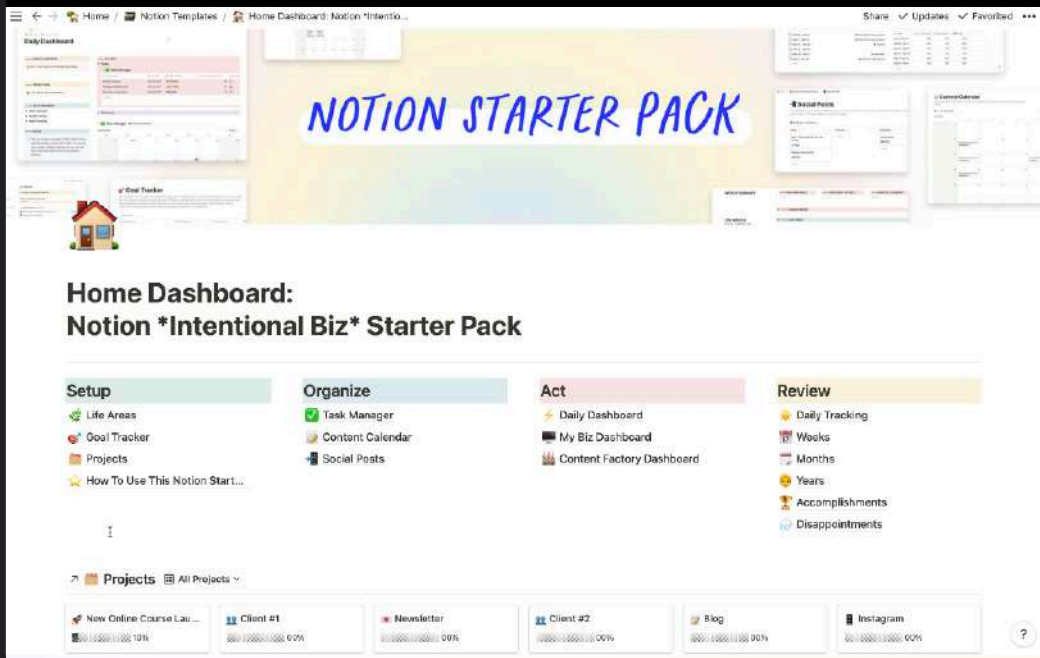 Home / Notion Templates / Home Dashboard: Notion *Intentio...
Share Updates Favorited
Daily Dashboard
Goal Tracker
NOTION STARTER PACK
Social Posts
Content Calendar
Home Dashboard:
Notion *Intentional Biz* Starter Pack
Setup
Life Areas
Goal Tracker
Projects
How To Use This Notion Start...
Organize
Task Manager
Content Calendar
Social Posts
Act
Daily Dashboard
My Biz Dashboard
Content Factory Dashboard
Review
Daily Tracking
Weeks
Months
Years
Accomplishments
Disappointments
Projects All Projects
New Online Course Lau...
10%
Client #1
00%
Newsletter
00%
Client #2
00%
Blog
00%
Instagram
00%
?